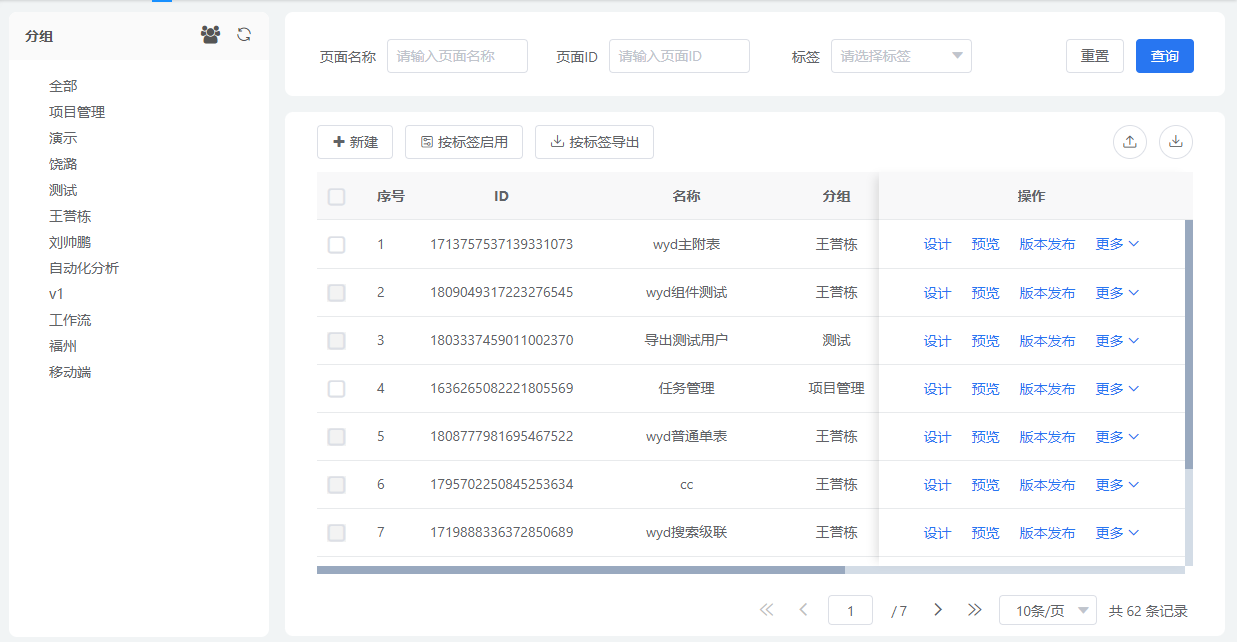 分组
全部
项目管理
演示
饶潞
测试
王营栋
刘帅鹏
自动化分析
v1
工作流
福州
移动端
页面名称 请输入页面名称 页面ID 请输入页面ID 标签 请选择标签 重置 查询
新建 按标签启用 按标签导出
序号 ID 名称 分组 操作
1 1713757537139331073 wyd主附表 王营栋 设计 预览 版本发布 更多
2 1809049317223276545 wyd组件测试 王营栋 设计 预览 版本发布 更多
3 1803337459011002370 导出测试用户 测试 设计 预览 版本发布 更多
4 1636265082221805569 任务管理 项目管理 设计 预览 版本发布 更多
5 1808777981695467522 wyd普通单表 王营栋 设计 预览 版本发布 更多
6 1795702250845253634 cc 王营栋 设计 预览 版本发布 更多
7 1719888336372850689 wyd搜索级联 王营栋 设计 预览 版本发布 更多
1 / 7 10条/页 共 62 条记录